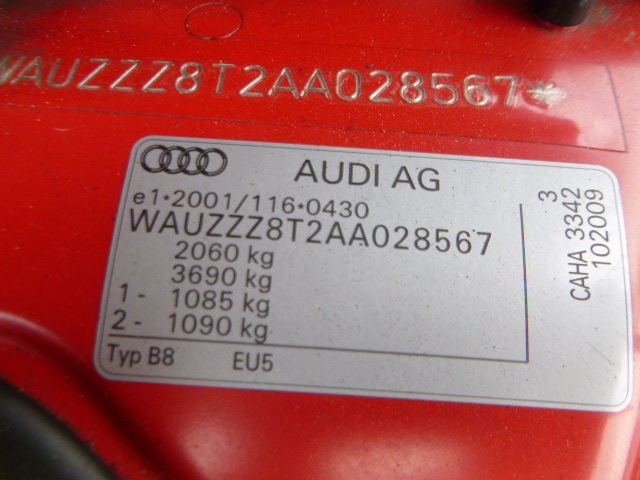 WAUZZZ8T2AA028567*
AUDI AG
e1*2001/116*0430
WAUZZZ8T2AA028567
2060 kg
3690 kg
1 - 1085 kg
2 - 1090 kg
Typ B8 EU5
3
CAHA 3342
102009